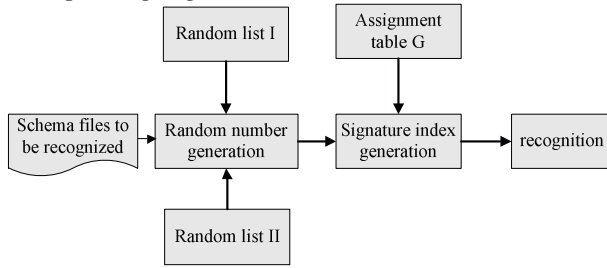 Random list I
Assignment
table G
Schema files to
be recognized
Random number
generation
Signature index
generation
recognition
Random list II